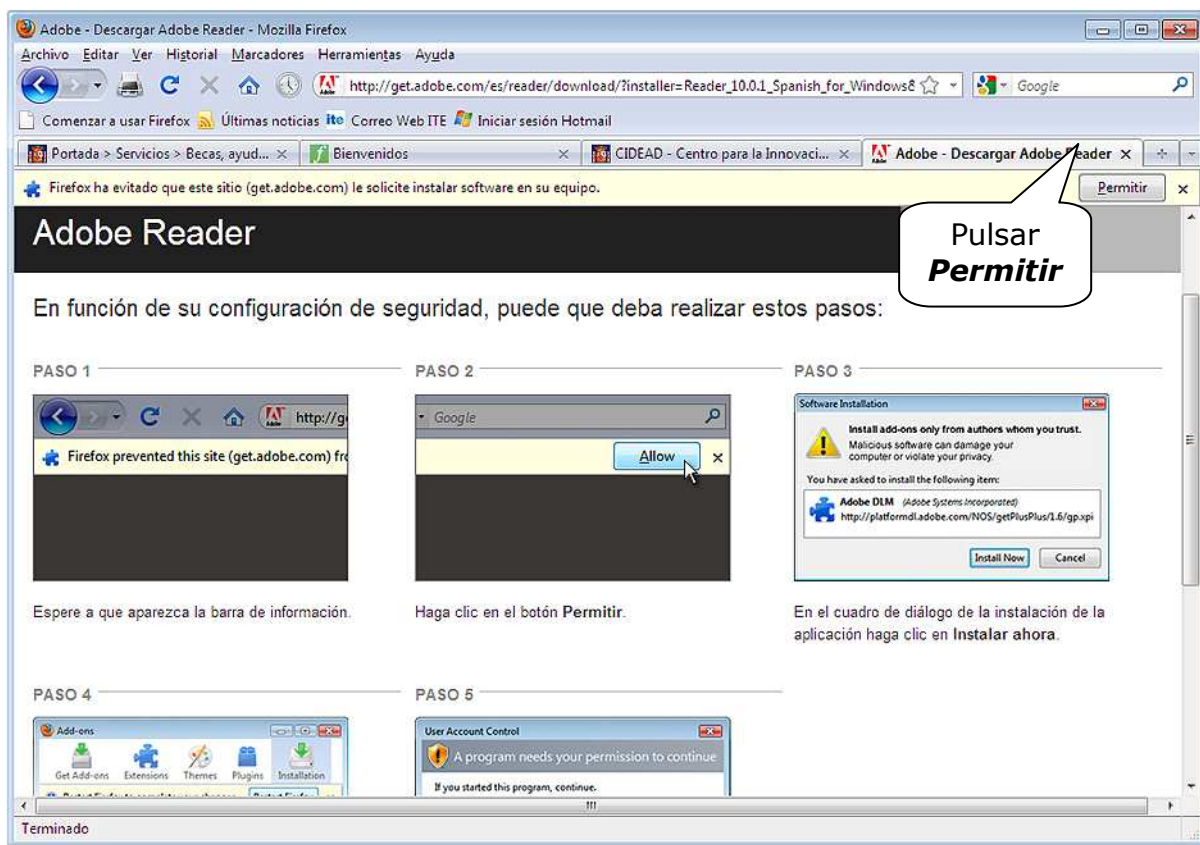 Adobe - Descargar Adobe Reader - Mozilla Firefox
Archivo Editar Ver Historial Marcadores Herramientas Ayuda
http://get.adobe.com/es/reader/download/?installer=Reader_10.0.1_Spanish_for_Windows8 Google
Comenzar a usar Firefox Últimas noticias ite Correo Web ITE Iniciar sesión Hotmail
Portada > Servicios > Becas, ayud... Bienvenidos CIDEAD - Centro para la Innovaci... Adobe - Descargar Adobe Reader
Firefox ha evitado que este sitio (get.adobe.com) le solicite instalar software en su equipo. Permitir
Adobe Reader
Pulsar
Permitir
En función de su configuración de seguridad, puede que deba realizar estos pasos:
PASO 1 PASO 2 PASO 3
http://g
Firefox prevented this site (get.adobe.com) fro
Google
Allow
Software Installation
Install add-ons only from authors whom you trust.
Malicious software can damage your
computer or violate your privacy.
You have asked to install the following item:
Adobe DLM (Adobe Systems Incorporated)
http://platformdl.adobe.com/NOS/getPlusPlus/1.6/gp.xpi
Install Now Cancel
Espere a que aparezca la barra de información.
Haga clic en el botón Permitir.
En el cuadro de diálogo de la instalación de la
aplicación haga clic en Instalar ahora.
PASO 4 PASO 5
Add-ons
Get Add-ons Extensions Themes Plugins Installation
User Account Control
A program needs your permission to continue
If you started this program, continue.
Terminado